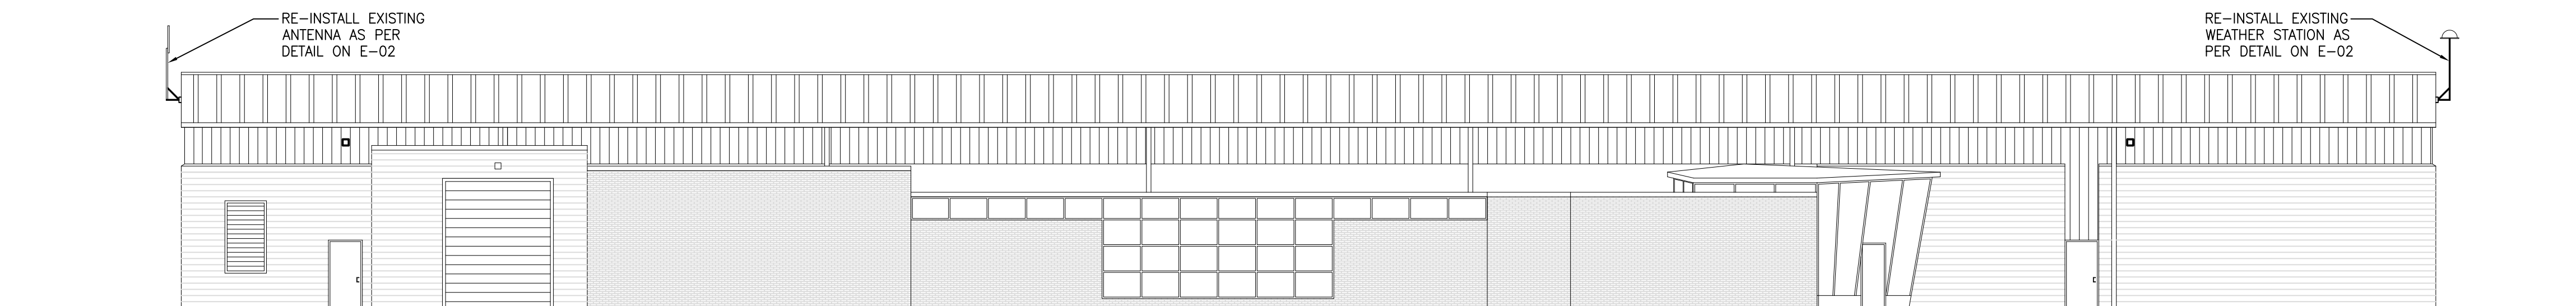 RE-INSTALL EXISTING
ANTENNA AS PER
DETAIL ON E-02
RE-INSTALL EXISTING
WEATHER STATION AS
PER DETAIL ON E-02